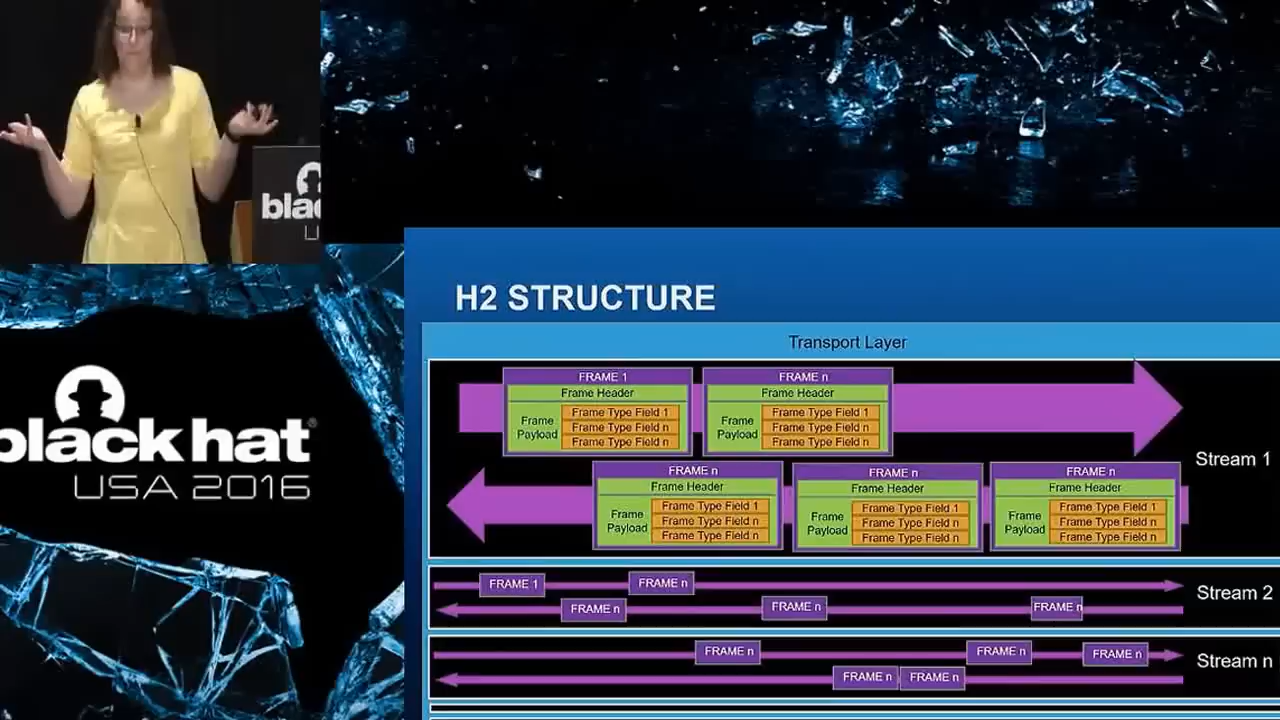 black
U
black hat®
USA 2016
H2 STRUCTURE
Transport Layer
FRAME 1
Frame Header
Frame Payload
Frame Type Field 1
Frame Type Field n
Frame Type Field n
FRAME n
Frame Header
Frame Payload
Frame Type Field 1
Frame Type Field n
Frame Type Field n
FRAME n
Frame Header
Frame Payload
Frame Type Field 1
Frame Type Field n
Frame Type Field n
FRAME n
Frame Header
Frame Payload
Frame Type Field 1
Frame Type Field n
Frame Type Field n
FRAME n
Frame Header
Frame Payload
Frame Type Field 1
Frame Type Field n
Frame Type Field n
Stream 1
FRAME 1
FRAME n
FRAME n
FRAME n
FRAME n
Stream 2
FRAME n
FRAME n
FRAME n
FRAME n
FRAME n
Stream n